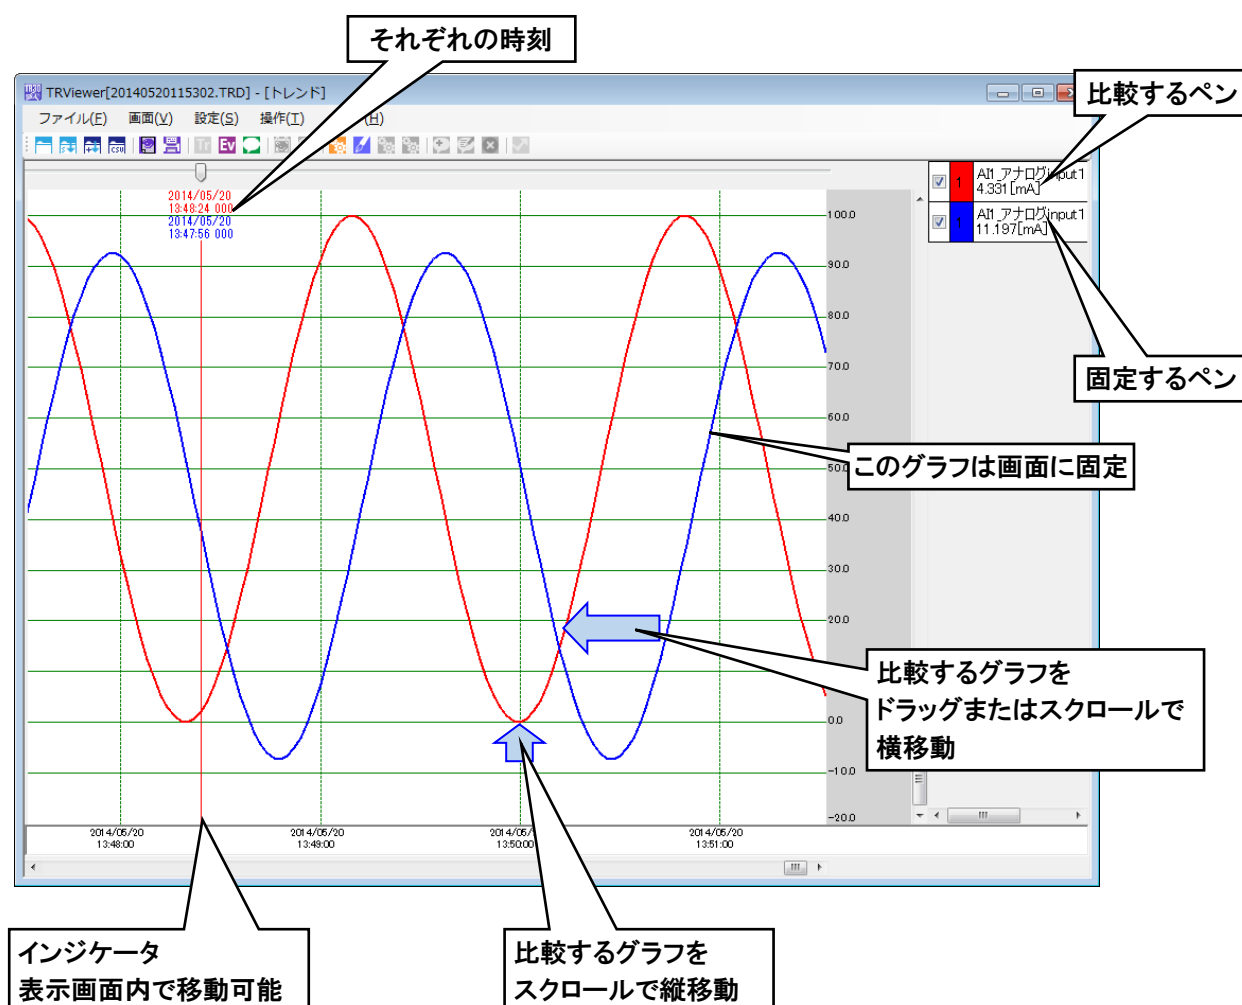 それぞれの時刻
TRViewer[20140520115302.TRD] - [トレンド]
比較するペン
ファイル(F) 画面(V) 設定(S) 操作(T) (H)
CSV Tr Ev
2014/05/20
13:48:24 000
2014/05/20
13:47:56 000
1 AI1_アナログinput1
4.331[mA]
1 AI1_アナログinput1
11.197[mA]
固定するペン
このグラフは画面に固定
100.0
90.0
80.0
70.0
60.0
50.0
40.0
30.0
20.0
0.0
-10.0
-20.0
比較するグラフを
ドラッグまたはスクロールで
横移動
2014/05/20
13:48:00
2014/05/20
13:49:00
2014/05/
13:50:00
2014/05/20
13:51:00
インジケータ
表示画面内で移動可能
比較するグラフを
スクロールで縦移動